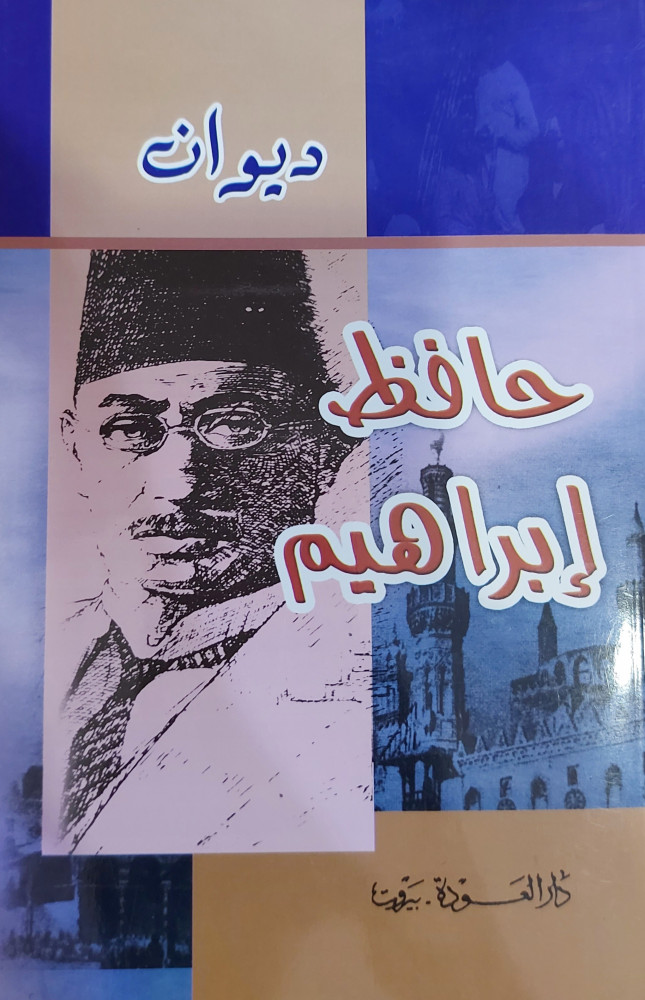 ديوان
حافظ
إبراهيم
دار العودة - بيروت